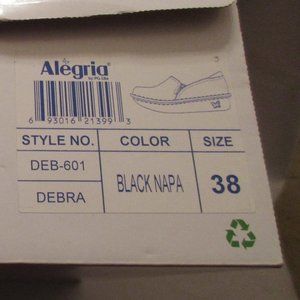 Alegria®
by PG Lite
6 93016 21399 3
STYLE NO. COLOR SIZE
DEB-601
BLACK NAPA 38
DEBRA